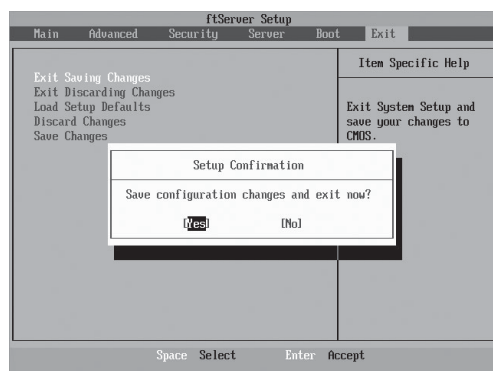 ftServer Setup
Main Advanced Security Server Boot Exit
Exit Saving Changes
Exit Discarding Changes
Load Setup Defaults
Discard Changes
Save Changes
Item Specific Help
Exit System Setup and
save your changes to
CMOS.
Setup Confirmation
Save configuration changes and exit now?
[Yes] [No]
Space Select Enter Accept